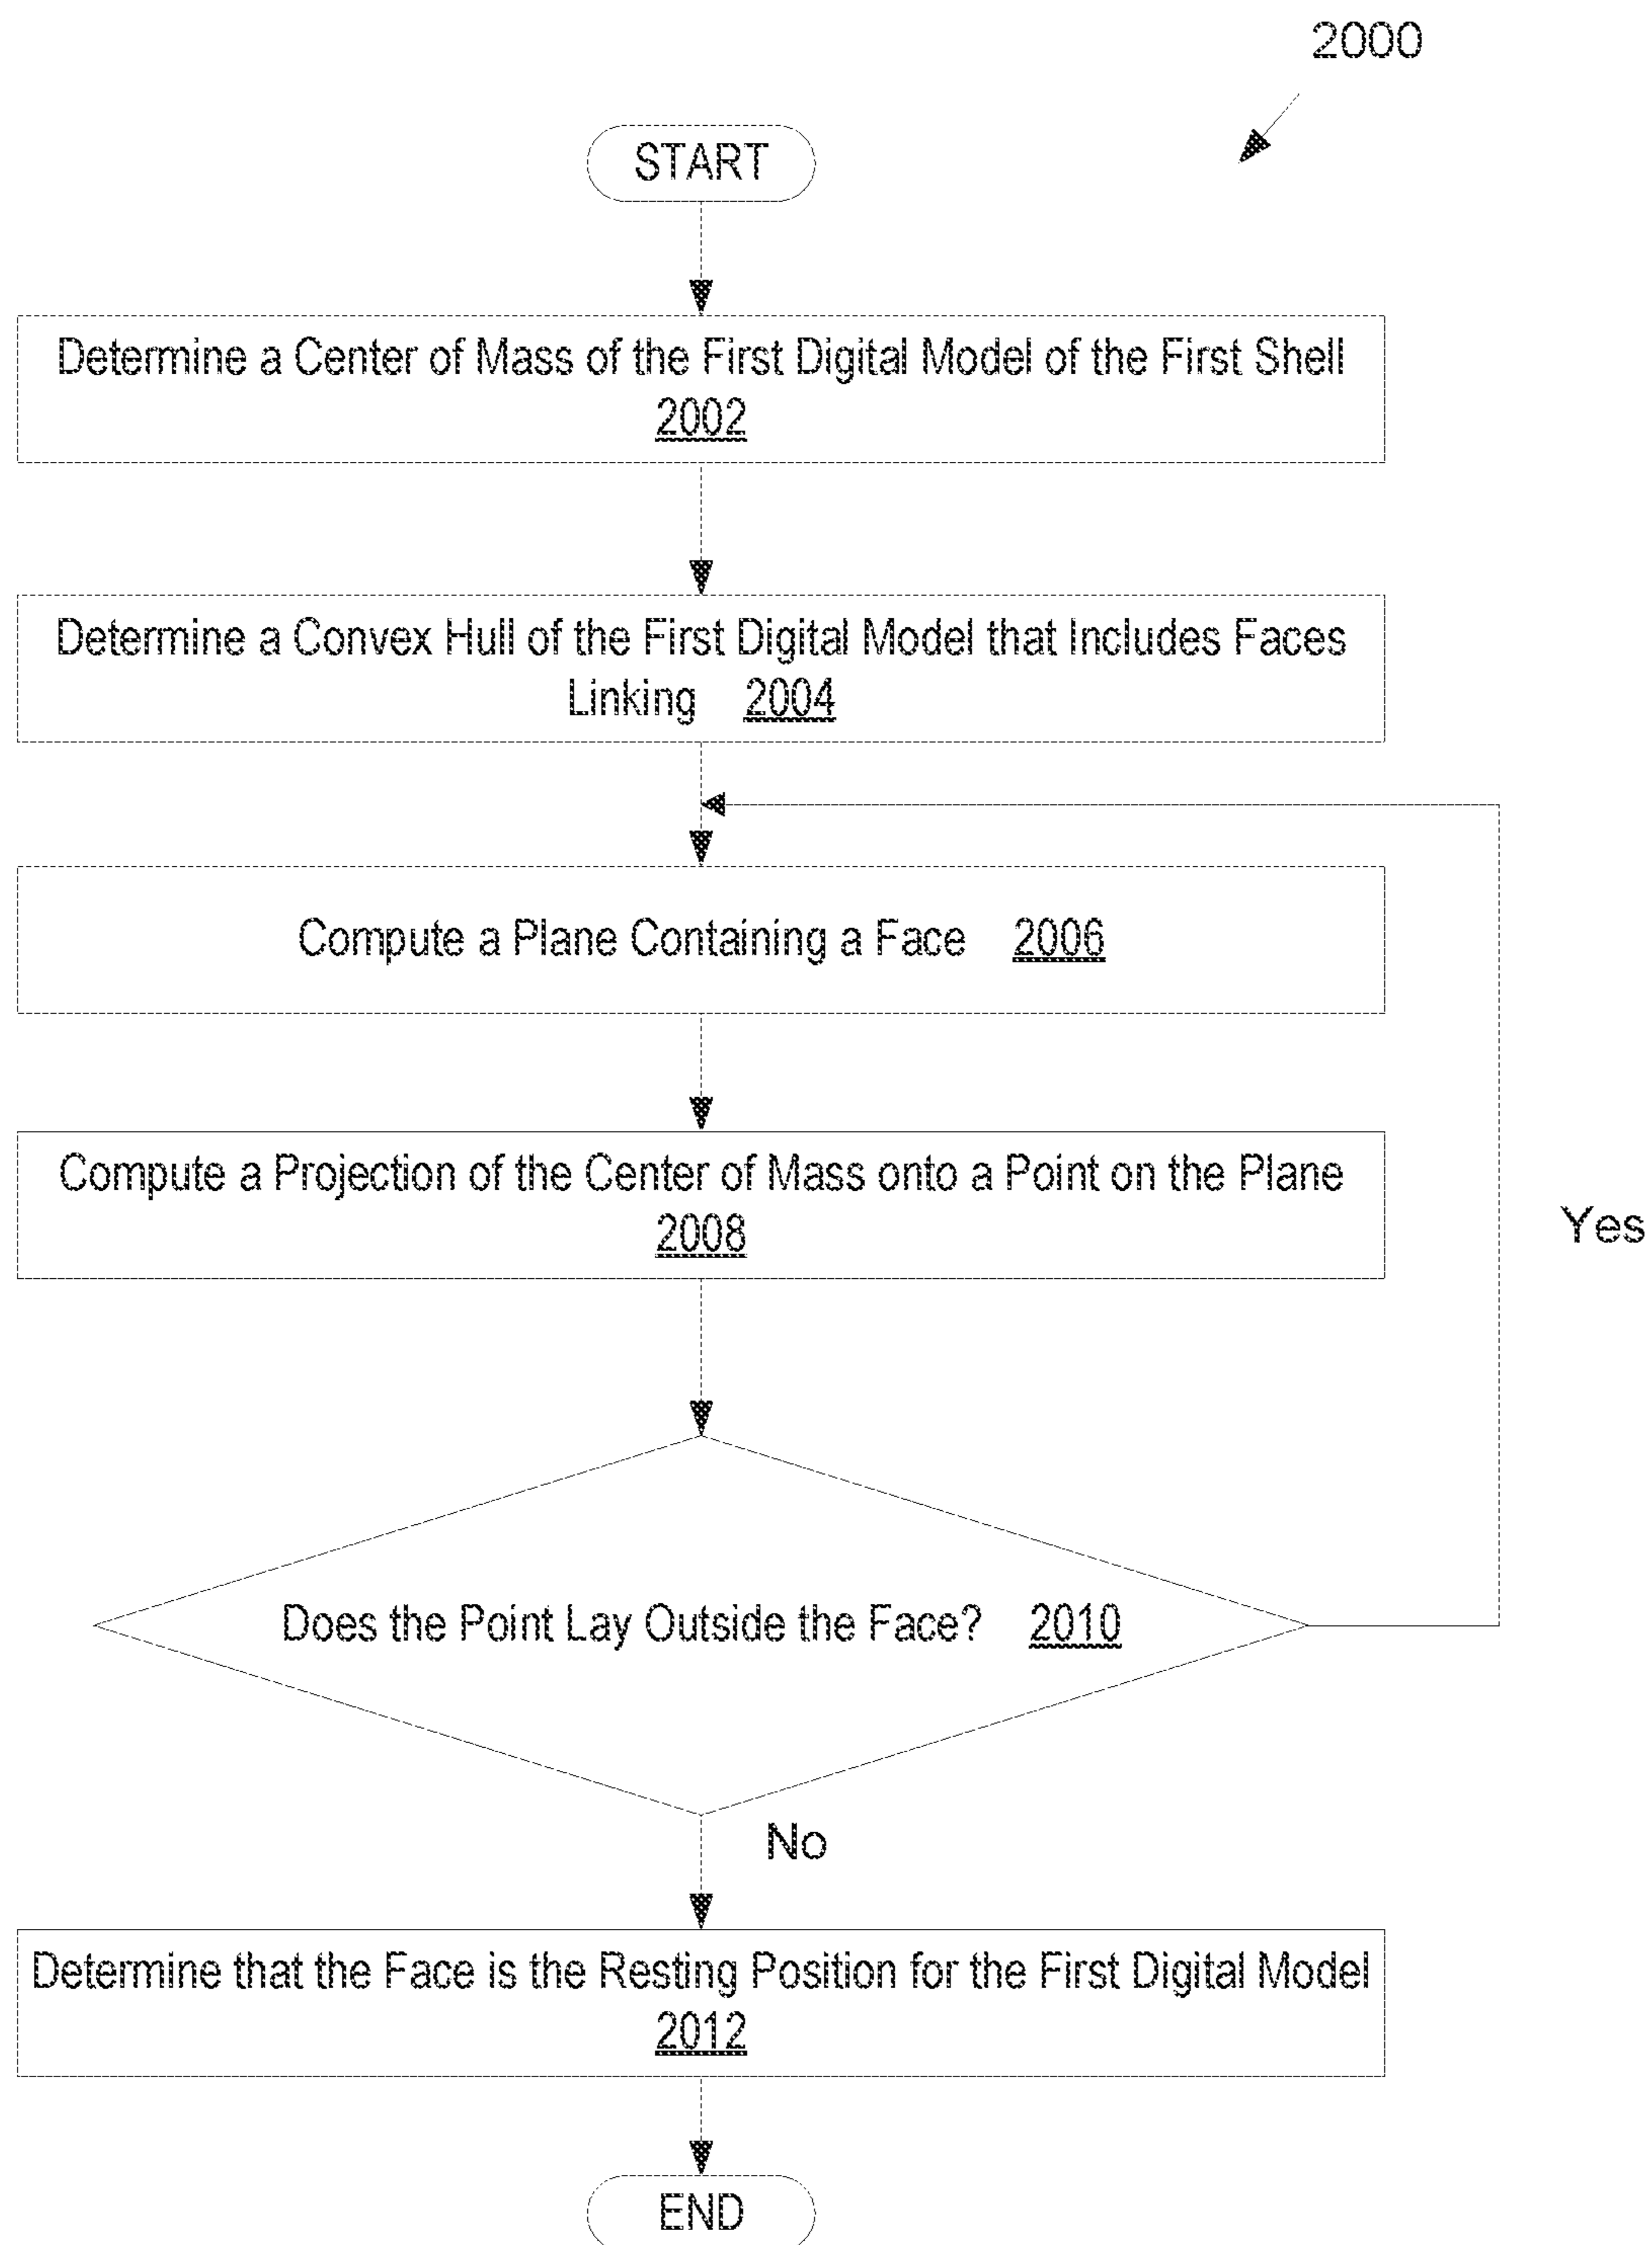 2000
START
Determine a Center of Mass of the First Digital Model of the First Shell
2002
Determine a Convex Hull of the First Digital Model that Includes Faces
Linking 2004
Compute a Plane Containing a Face 2006
Compute a Projection of the Center of Mass onto a Point on the Plane
2008
Yes
Does the Point Lay Outside the Face? 2010
No
Determine that the Face is the Resting Position for the First Digital Model
2012
END